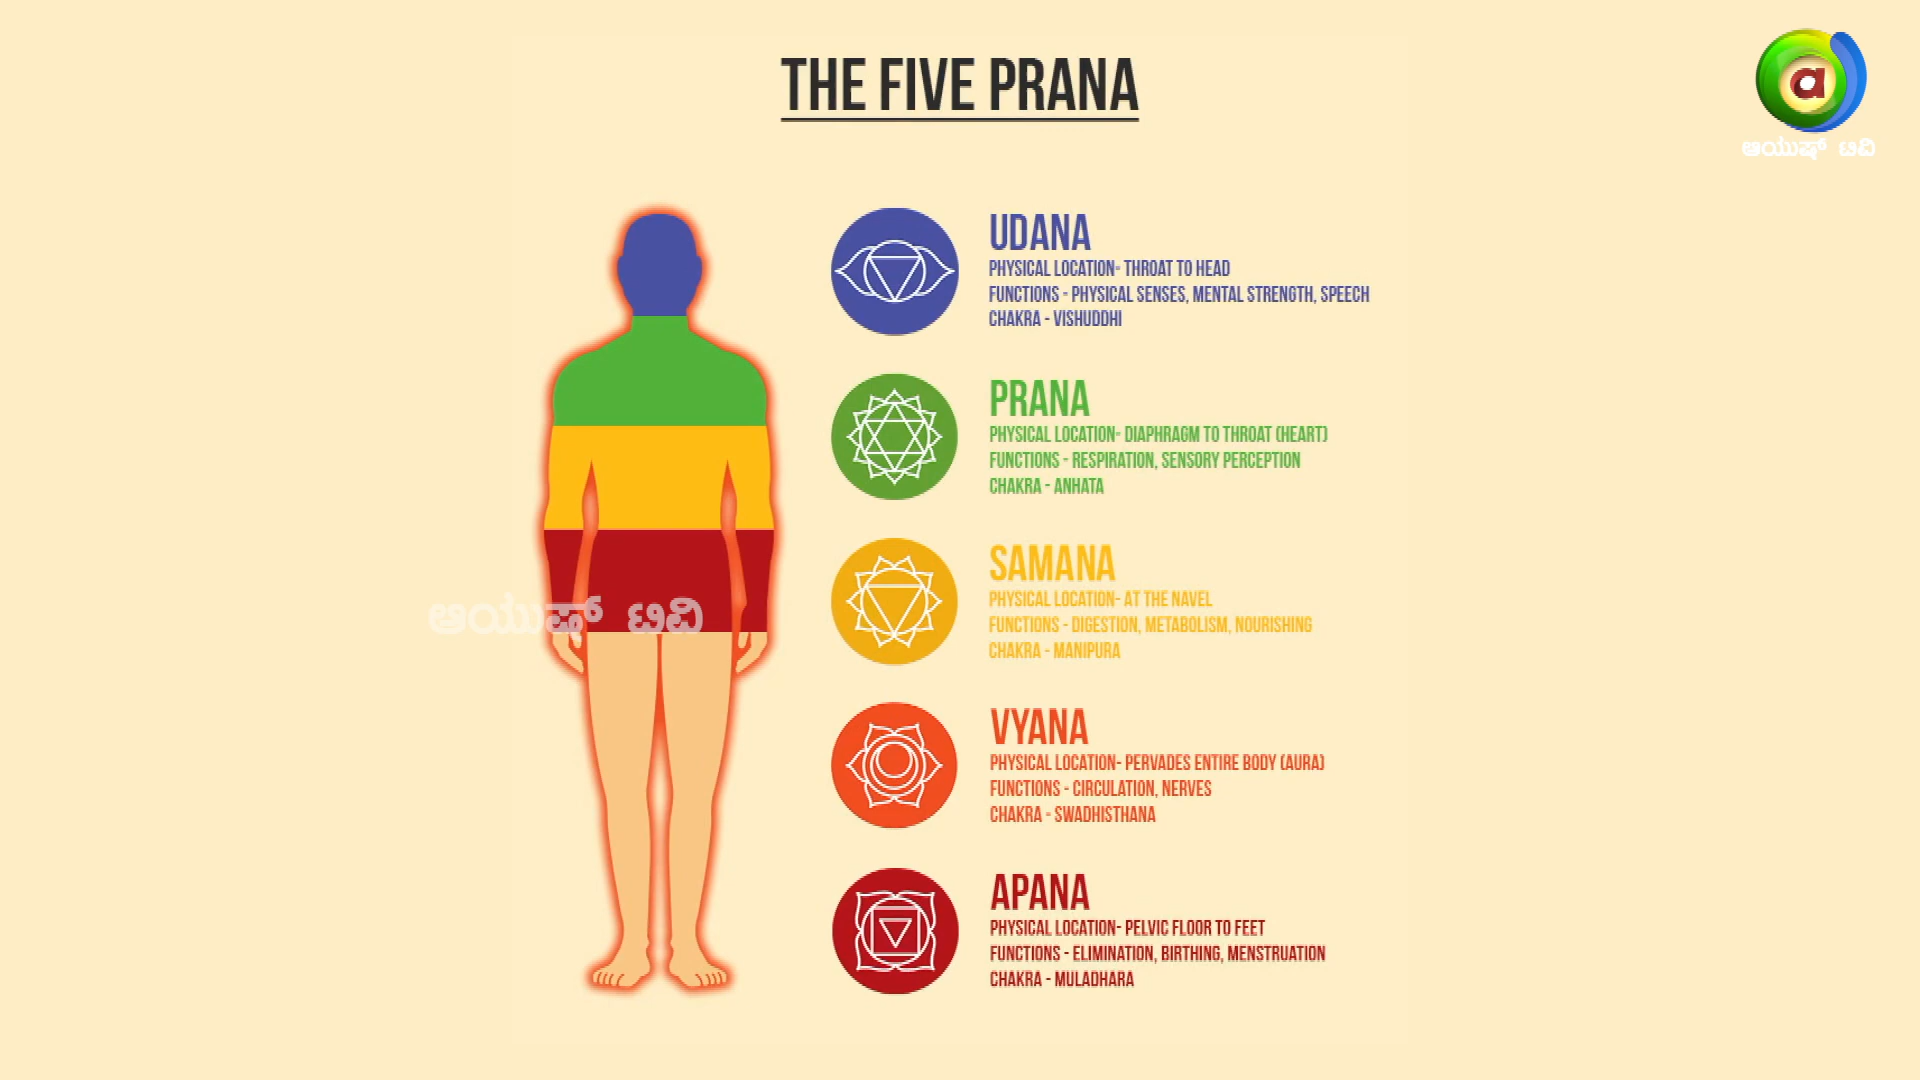 THE FIVE PRANA
a
ಆಯುಷ್ ಟಿವಿ
UDANA
PHYSICAL LOCATION- THROAT TO HEAD
FUNCTIONS - PHYSICAL SENSES, MENTAL STRENGTH, SPEECH
CHAKRA - VISHUDDHI
PRANA
PHYSICAL LOCATION- DIAPHRAGM TO THROAT (HEART)
FUNCTIONS - RESPIRATION, SENSORY PERCEPTION
CHAKRA - ANHATA
SAMANA
PHYSICAL LOCATION- AT THE NAVEL
FUNCTIONS - DIGESTION, METABOLISM, NOURISHING
CHAKRA - MANIPURA
ಆಯುಷ್ ಟಿವಿ
VYANA
PHYSICAL LOCATION- PERVADES ENTIRE BODY (AURA)
FUNCTIONS - CIRCULATION, NERVES
CHAKRA - SWADHISTHANA
APANA
PHYSICAL LOCATION- PELVIC FLOOR TO FEET
FUNCTIONS - ELIMINATION, BIRTHING, MENSTRUATION
CHAKRA - MULADHARA